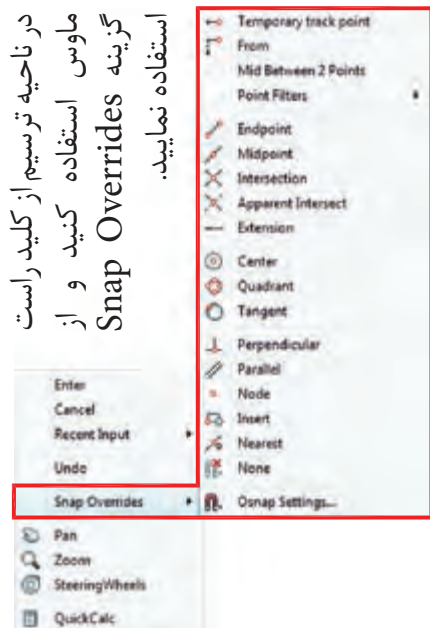 در ناحیه ترسیم از کلید راست
ماوس استفاده کنید و از
گزینه Snap Overrides
استفاده نمایید.
Temporary track point
From
Mid Between 2 Points
Point Filters
Endpoint
Midpoint
Intersection
Apparent Intersect
Extension
Center
Quadrant
Tangent
Perpendicular
Parallel
Node
Insert
Nearest
None
Osnap Settings...
Enter
Cancel
Recent Input
Undo
Snap Overrides
Pan
Zoom
SteeringWheels
QuickCalc